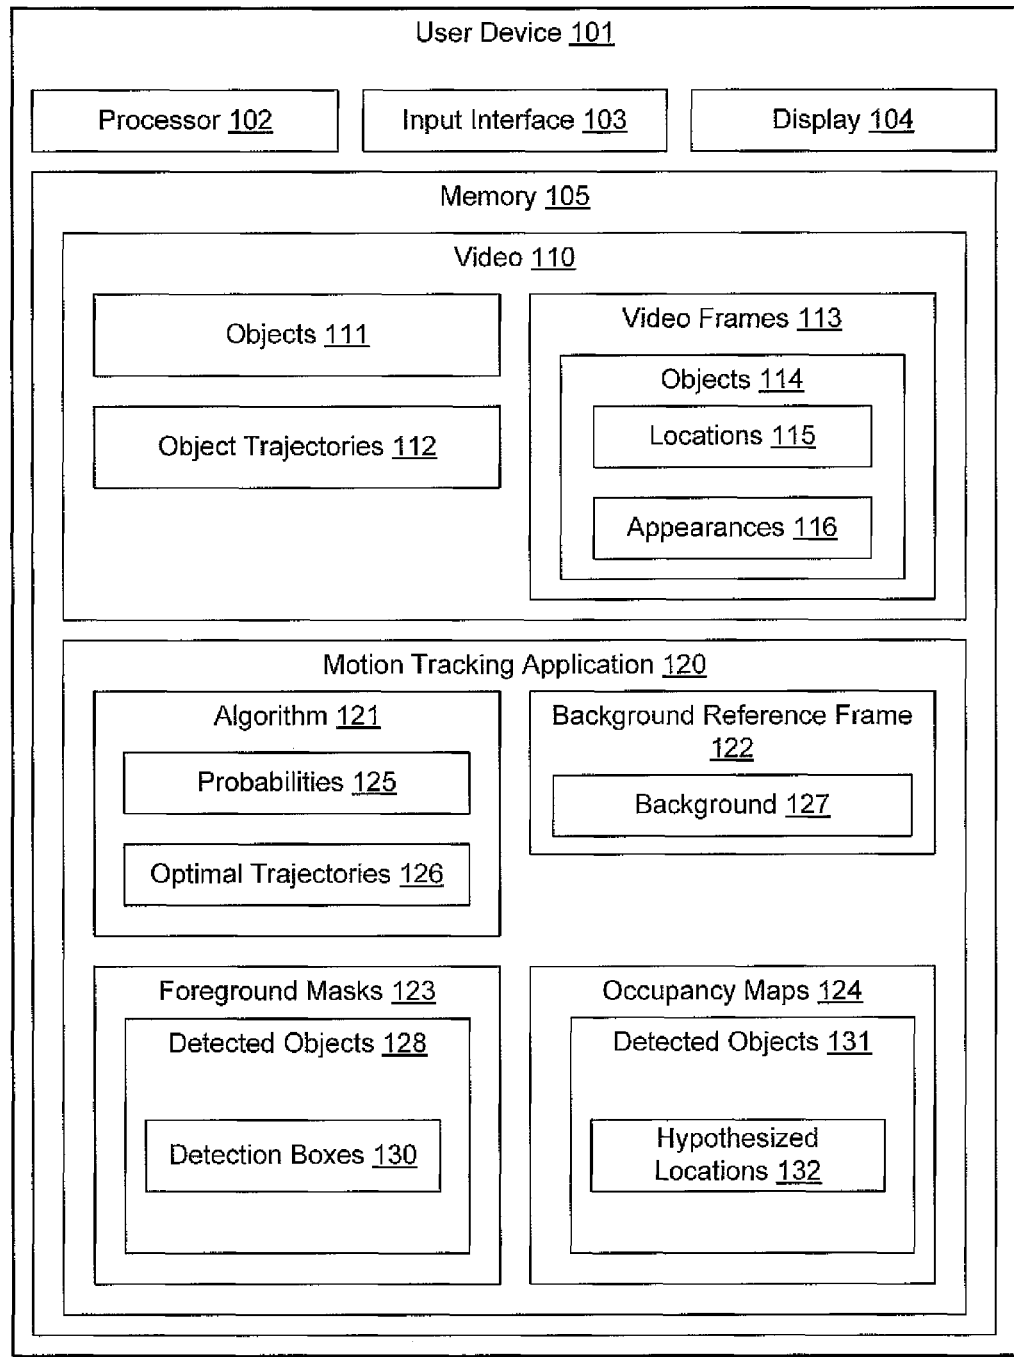 User Device 101
Processor 102
Input Interface 103
Display 104
Memory 105
Video 110
Objects 111
Object Trajectories 112
Video Frames 113
Objects 114
Locations 115
Appearances 116
Motion Tracking Application 120
Algorithm 121
Probabilities 125
Optimal Trajectories 126
Background Reference Frame
122
Background 127
Foreground Masks 123
Detected Objects 128
Detection Boxes 130
Occupancy Maps 124
Detected Objects 131
Hypothesized
Locations 132